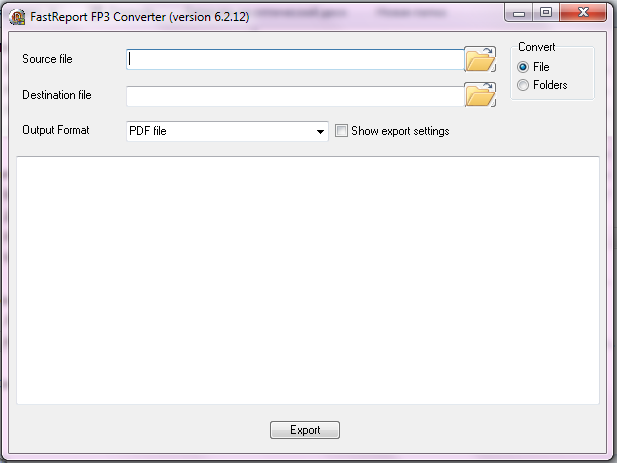 FastReport FP3 Converter (version 6.2.12)
Source file
Convert
File
Destination file
Folders
Output Format
PDF file
Show export settings
Export